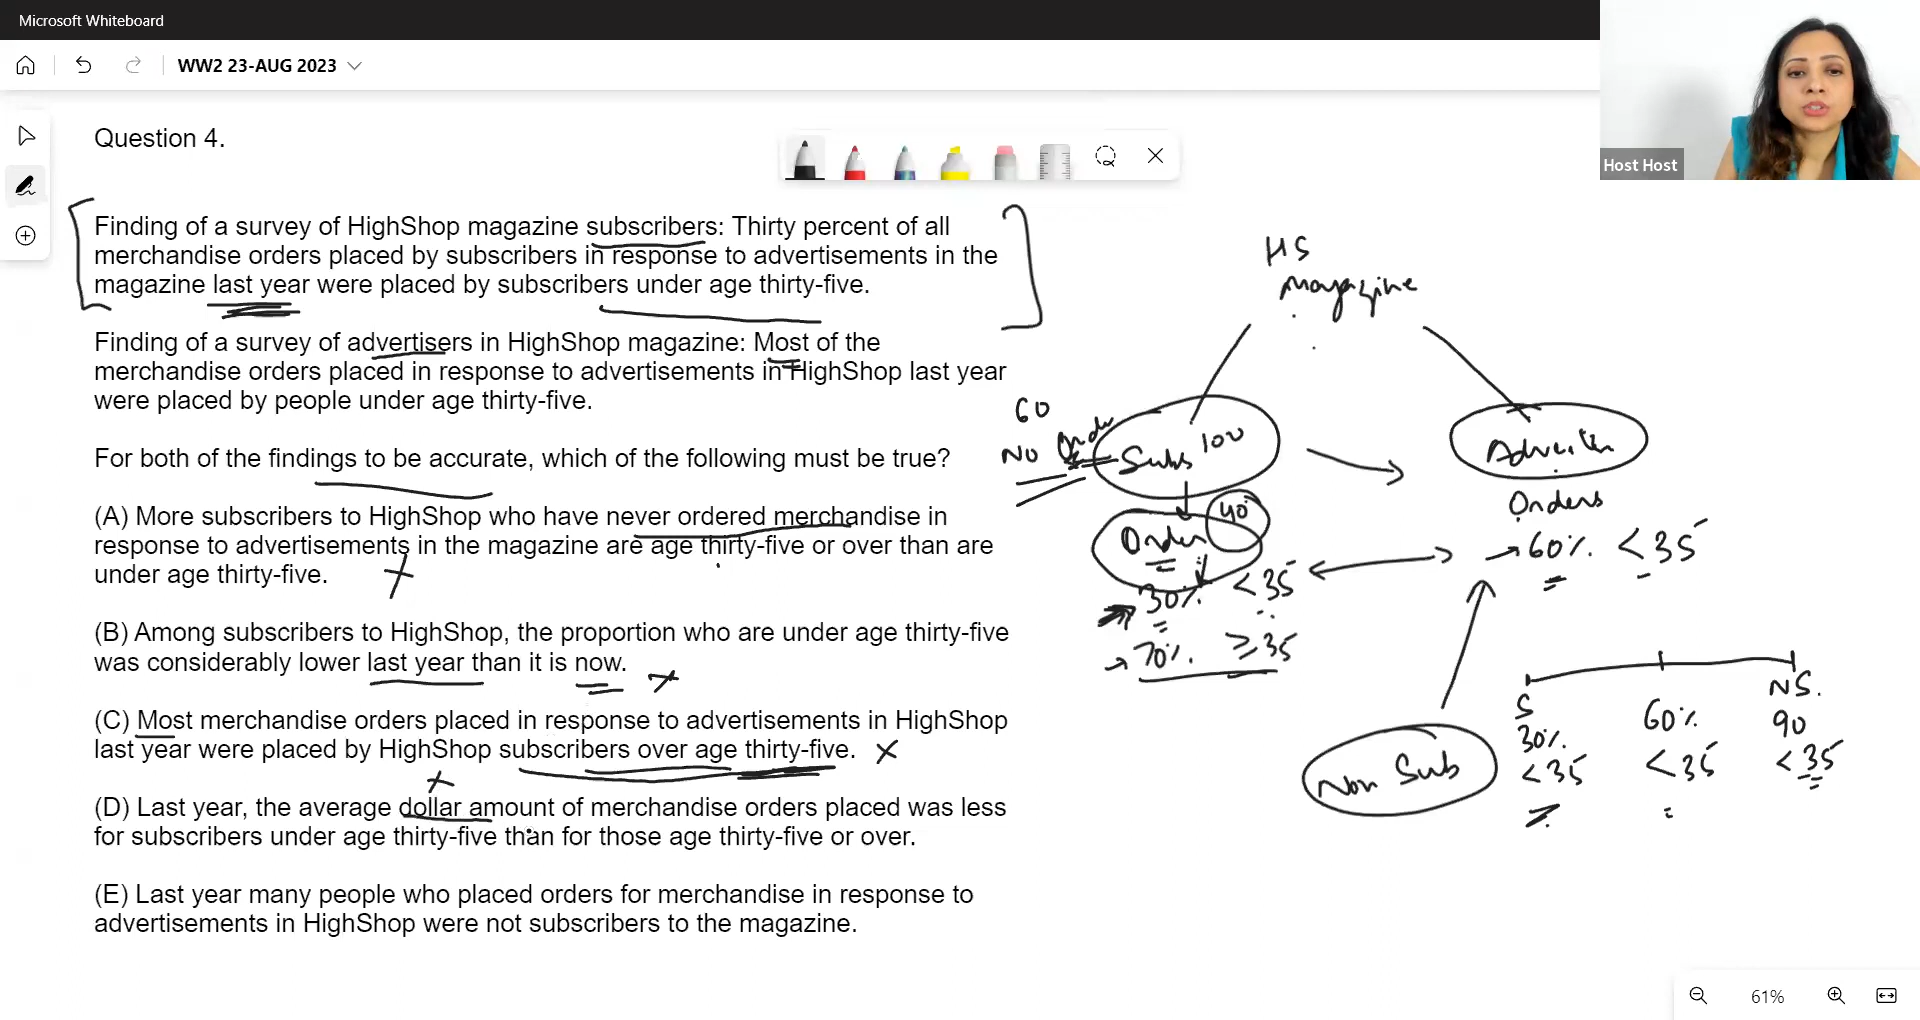 Microsoft Whiteboard
WW2 23-AUG 2023
Host Host
Question 4.
Finding of a survey of HighShop magazine subscribers: Thirty percent of all
merchandise orders placed by subscribers in response to advertisements in the
magazine last year were placed by subscribers under age thirty-five.
Finding of a survey of advertisers in HighShop magazine: Most of the
merchandise orders placed in response to advertisements in HighShop last year
were placed by people under age thirty-five.
For both of the findings to be accurate, which of the following must be true?
(A) More subscribers to HighShop who have never ordered merchandise in
response to advertisements in the magazine are age thirty-five or over than are
under age thirty-five.
(B) Among subscribers to HighShop, the proportion who are under age thirty-five
was considerably lower last year than it is now.
(C) Most merchandise orders placed in response to advertisements in HighShop
last year were placed by HighShop subscribers over age thirty-five.
(D) Last year, the average dollar amount of merchandise orders placed was less
for subscribers under age thirty-five than for those age thirty-five or over.
(E) Last year many people who placed orders for merchandise in response to
advertisements in HighShop were not subscribers to the magazine.
HS
magazine
60
No Order
Subs 100
Order
40
30% <35
70% ≥35
Orders
60% <35
Non Sub
S
30%
<35
60%
<35
NS.
90
<35
61%